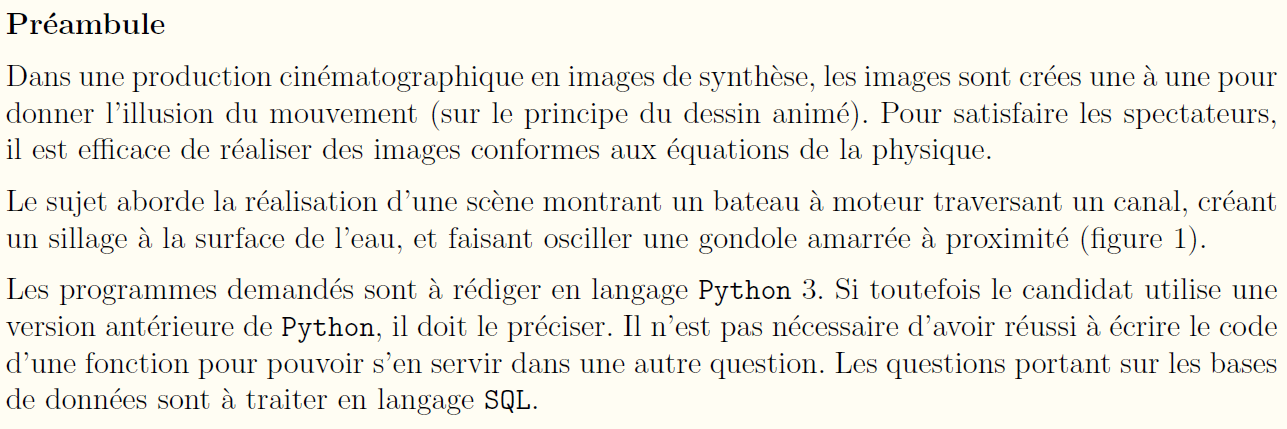 Préambule
Dans une production cinématographique en images de synthèse, les images sont crées une à une pour
donner l'illusion du mouvement (sur le principe du dessin animé). Pour satisfaire les spectateurs,
il est efficace de réaliser des images conformes aux équations de la physique.
Le sujet aborde la réalisation d'une scène montrant un bateau à moteur traversant un canal, créant
un sillage à la surface de l'eau, et faisant osciller une gondole amarrée à proximité (figure 1).
Les programmes demandés sont à rédiger en langage Python 3. Si toutefois le candidat utilise une
version antérieure de Python, il doit le préciser. Il n'est pas nécessaire d'avoir réussi à écrire le code
d'une fonction pour pouvoir s'en servir dans une autre question. Les questions portant sur les bases
de données sont à traiter en langage SQL.